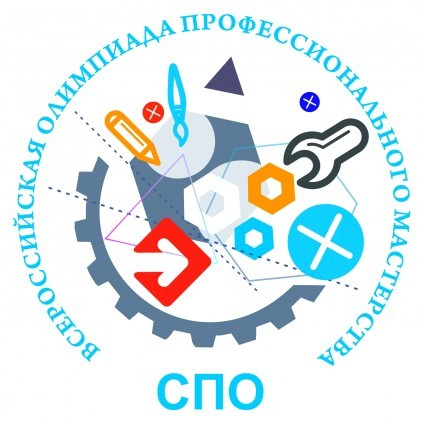 ВСЕРОССИЙСКАЯ ОЛИМПИАДА ПРОФЕССИОНАЛЬНОГО МАСТЕРСТВА
СПО